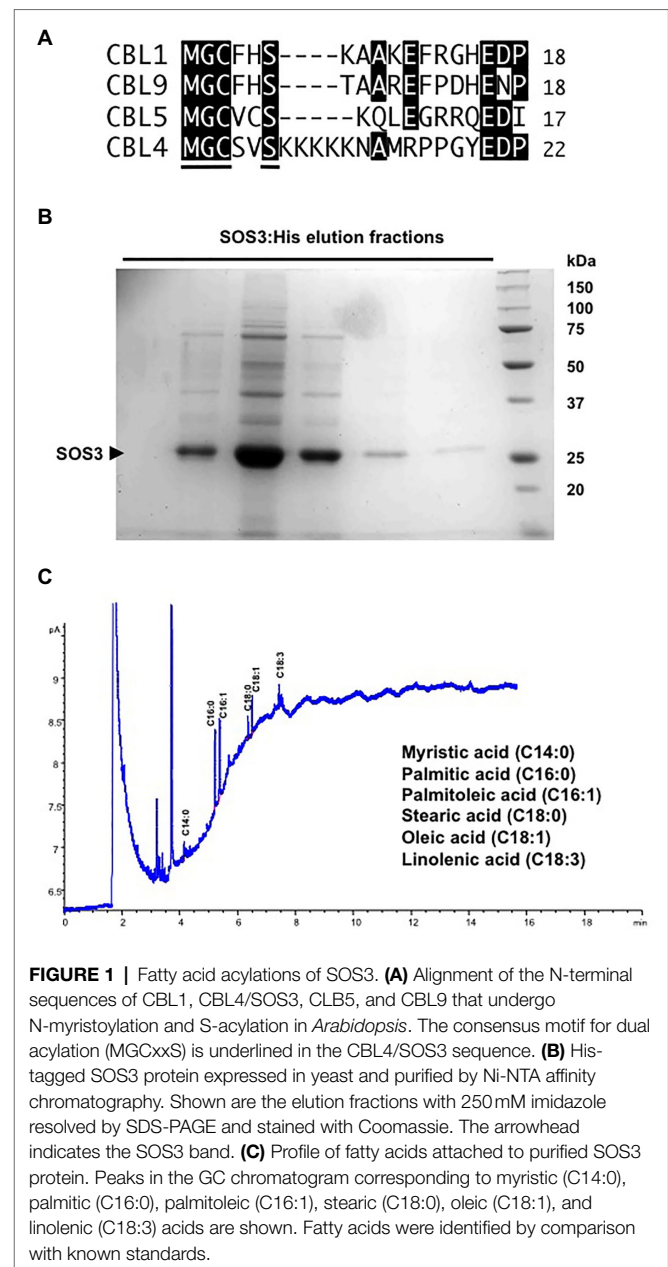 A
CBL1 MGCFHS----KAAKEFRGHEDP 18
CBL9 MGCFHS----TAAREFPDHENP 18
CBL5 MGCVCS-----KQLEGRRQEDI 17
CBL4 MGCSVSKKKKKNAMRPPGYEDP 22
B
SOS3:His elution fractions
kDa
150
100
75
50
37
SOS3
25
20
C
pA
9
8.5
8
7.5
7
6.5
C14:0
C16:0
C16:1
C18:0
C18:1
C18:3
Myristic acid (C14:0)
Palmitic acid (C16:0)
Palmitoleic acid (C16:1)
Stearic acid (C18:0)
Oleic acid (C18:1)
Linolenic acid (C18:3)
0 2 4 6 8 10 12 14 16 18 min
FIGURE 1 | Fatty acid acylations of SOS3. (A) Alignment of the N-terminal
sequences of CBL1, CBL4/SOS3, CLB5, and CBL9 that undergo
N-myristoylation and S-acylation in Arabidopsis. The consensus motif for dual
acylation (MGCxxS) is underlined in the CBL4/SOS3 sequence. (B) His-
tagged SOS3 protein expressed in yeast and purified by Ni-NTA affinity
chromatography. Shown are the elution fractions with 250 mM imidazole
resolved by SDS-PAGE and stained with Coomassie. The arrowhead
indicates the SOS3 band. (C) Profile of fatty acids attached to purified SOS3
protein. Peaks in the GC chromatogram corresponding to myristic (C14:0),
palmitic (C16:0), palmitoleic (C16:1), stearic (C18:0), oleic (C18:1), and
linolenic (C18:3) acids are shown. Fatty acids were identified by comparison
with known standards.